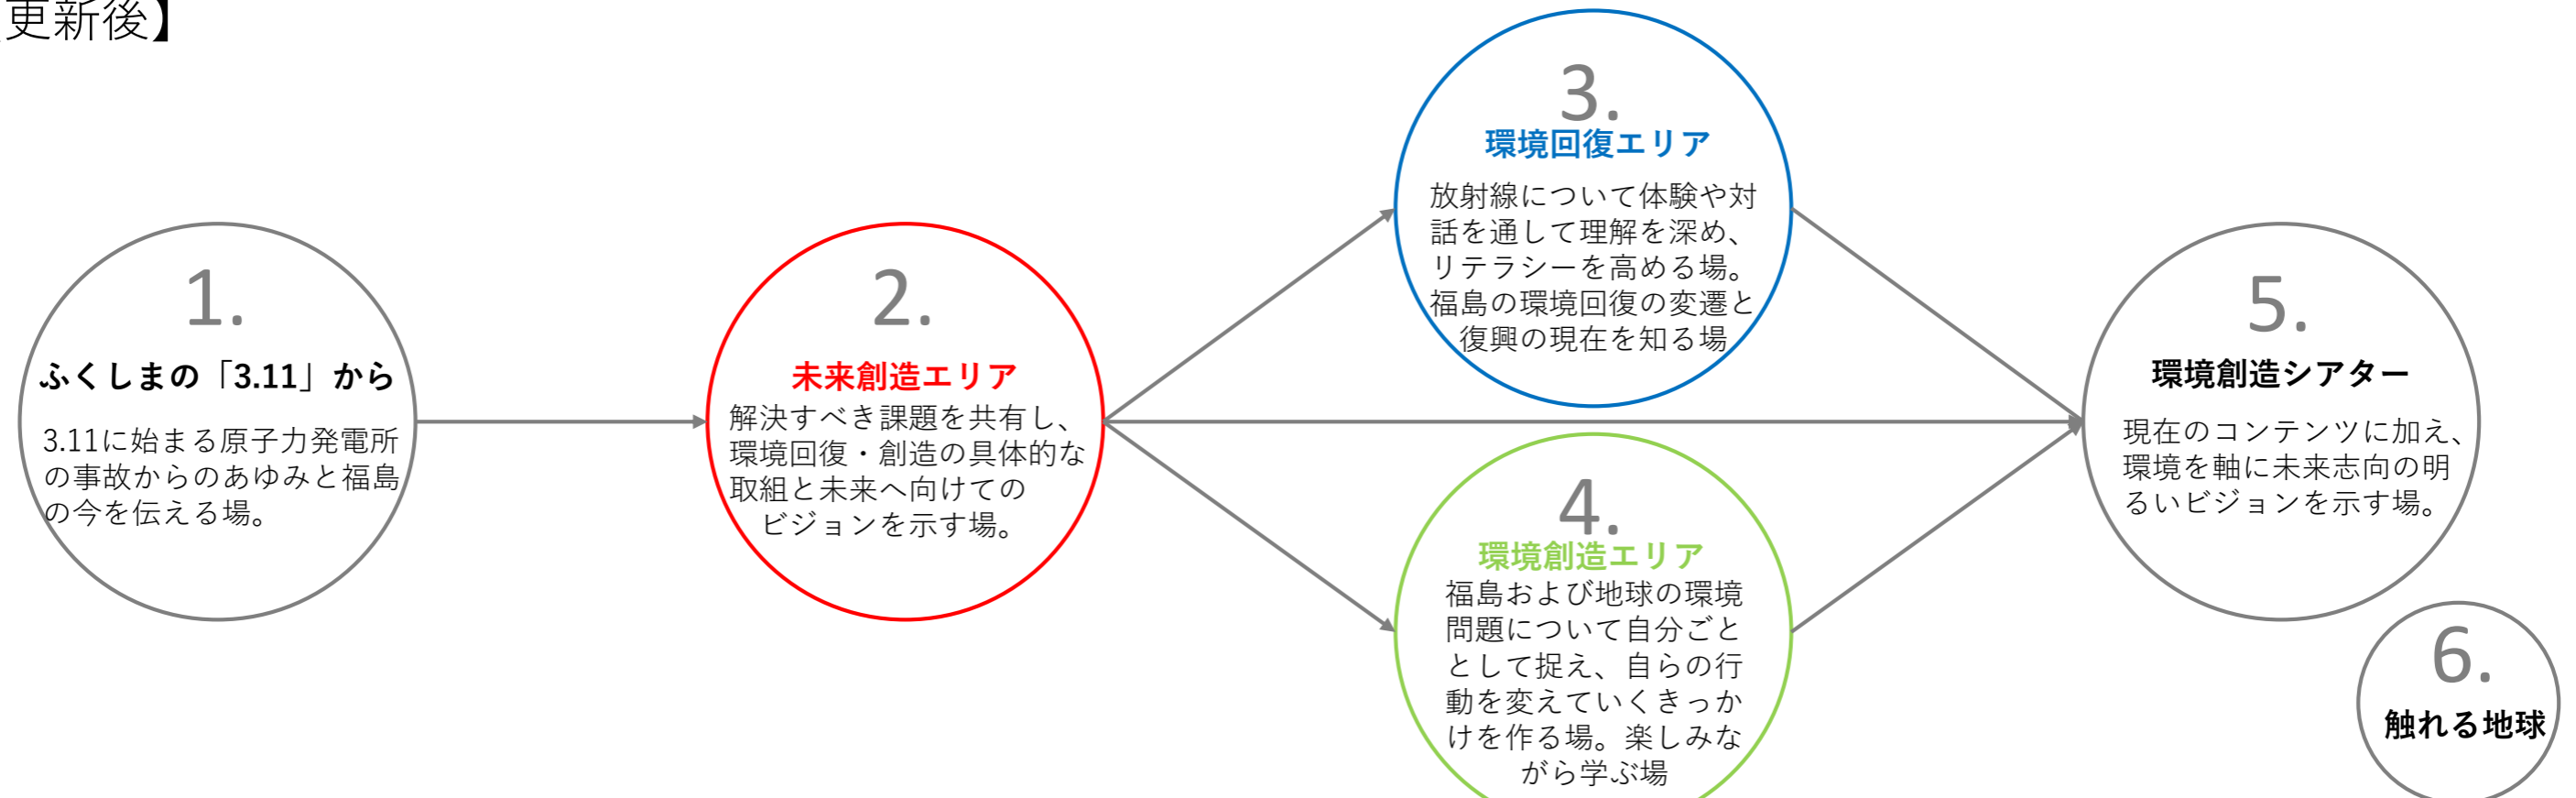 更新後】
1.
ふくしまの「3.11」から
3.11に始まる原子力発電所
の事故からのあゆみと福島
の今を伝える場。
2.
未来創造エリア
解決すべき課題を共有し、
環境回復・創造の具体的な
取組と未来へ向けての
ビジョンを示す場。
3.
環境回復エリア
放射線について体験や対
話を通して理解を深め、
リテラシーを高める場。
福島の環境回復の変遷と
復興の現在を知る場
4.
環境創造エリア
福島および地球の環境
問題について自分ごと
として捉え、自らの行
動を変えていくきっか
けを作る場。楽しみな
がら学ぶ場
5.
環境創造シアター
現在のコンテンツに加え、
環境を軸に未来志向の明
るいビジョンを示す場。
6.
触れる地球